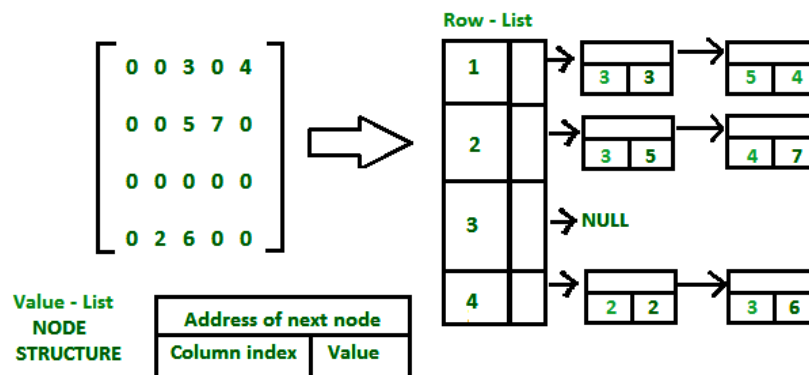 Row - List
0 0 3 0 4
0 0 5 7 0
0 0 0 0 0
0 2 6 0 0
1
3 3
5 4
2
3 5
4 7
3
NULL
4
2 2
3 6
Value - List
NODE
STRUCTURE
Address of next node
Column index
Value